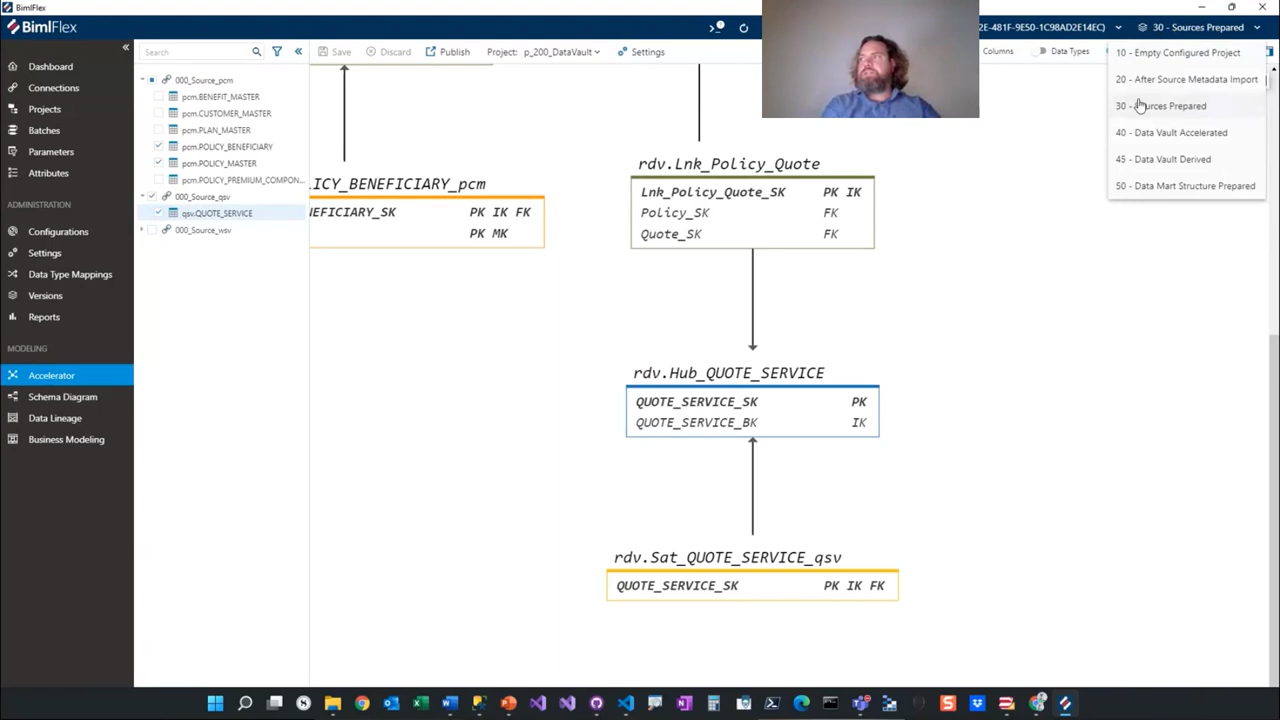 BimlFlex
BimlFlex
2E-481F-9E50-1C98AD2E14EC)
30 - Sources Prepared
Search
Save
Discard
Publish
Project: p_200_DataVault
Settings
Columns
Data Types
10 - Empty Configured Project
20 - After Source Metadata Import
30 - Sources Prepared
40 - Data Vault Accelerated
45 - Data Vault Derived
50 - Data Mart Structure Prepared
Dashboard
Connections
Projects
Batches
Parameters
Attributes
ADMINISTRATION
Configurations
Settings
Data Type Mappings
Versions
Reports
MODELING
Accelerator
Schema Diagram
Data Lineage
Business Modeling
000_Source_pcm
pcm.BENEFIT_MASTER
pcm.CUSTOMER_MASTER
pcm.PLAN_MASTER
pcm.POLICY_BENEFICIARY
pcm.POLICY_MASTER
pcm.POLICY_PREMIUM_COMPON...
000_Source_qsv
qsv.QUOTE_SERVICE
000_Source_wsv
ICY_BENEFICIARY_pcm
EFICIARY_SK PK IK FK
PK MK
rdv.Lnk_Policy_Quote
Lnk_Policy_Quote_SK PK IK
Policy_SK FK
Quote_SK FK
rdv.Hub_QUOTE_SERVICE
QUOTE_SERVICE_SK PK
QUOTE_SERVICE_BK IK
rdv.Sat_QUOTE_SERVICE_qsv
QUOTE_SERVICE_SK PK IK FK